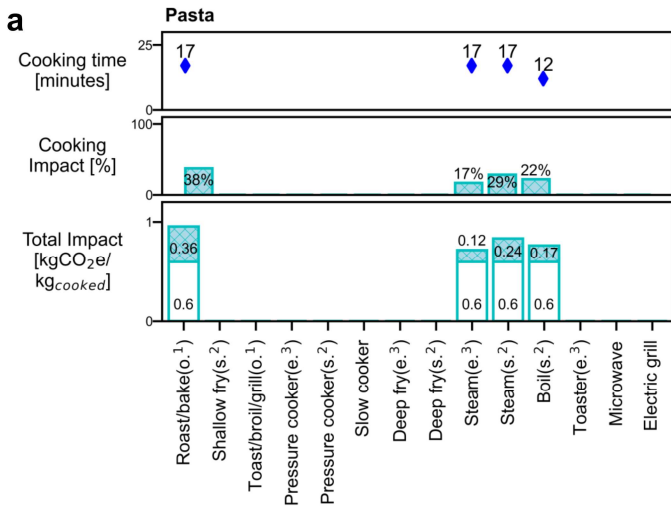 a
Pasta
Cooking time
[minutes]
25
0
17
17
17
12
Cooking
Impact [%]
100
0
38%
17%
29%
22%
Total Impact
[kgCO₂e/
kg_cooked]
1
0
0.36
0.12
0.24
0.17
0.6
0.6
0.6
0.6
Roast/bake(o.¹)
Shallow fry(s.²)
Toast/broil/grill(o.¹)
Pressure cooker(e.³)
Pressure cooker(s.²)
Slow cooker
Deep fry(e.³)
Deep fry(s.²)
Steam(e.³)
Steam(s.²)
Boil(s.²)
Toaster(e.³)
Microwave
Electric grill